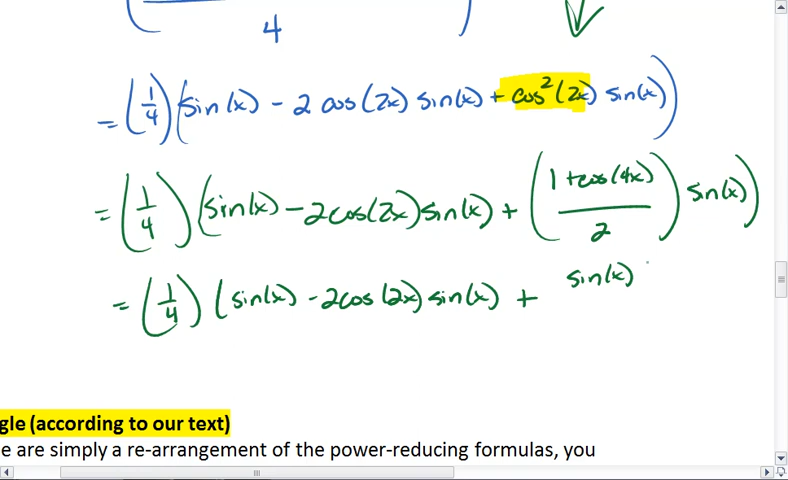 4
= (1/4)(sin(x) - 2 cos(2x) sin(x) + cos²(2x) sin(x))
= (1/4)(sin(x) - 2cos(2x) sin(x) + ((1 + cos(4x))/2) sin(x))
= (1/4)(sin(x) - 2cos(2x) sin(x) + sin(x)
gle (according to our text)
e are simply a re-arrangement of the power-reducing formulas, you